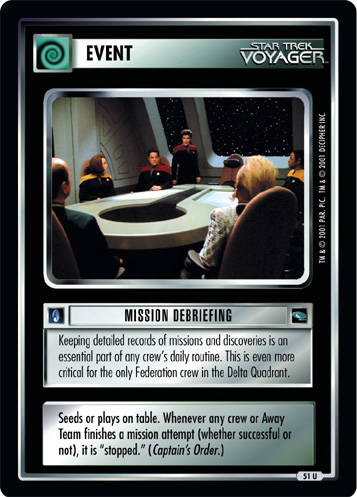 EVENT
STAR TREK
VOYAGER™
TM & © 2001 PAR. P.C. TM & © 2001 DECIPHER INC.
MISSION DEBRIEFING
Keeping detailed records of missions and discoveries is an
essential part of any crew's daily routine. This is even more
critical for the only Federation crew in the Delta Quadrant.
Seeds or plays on table. Whenever any crew or Away
Team finishes a mission attempt (whether successful or
not), it is "stopped." (Captain's Order.)
51 U